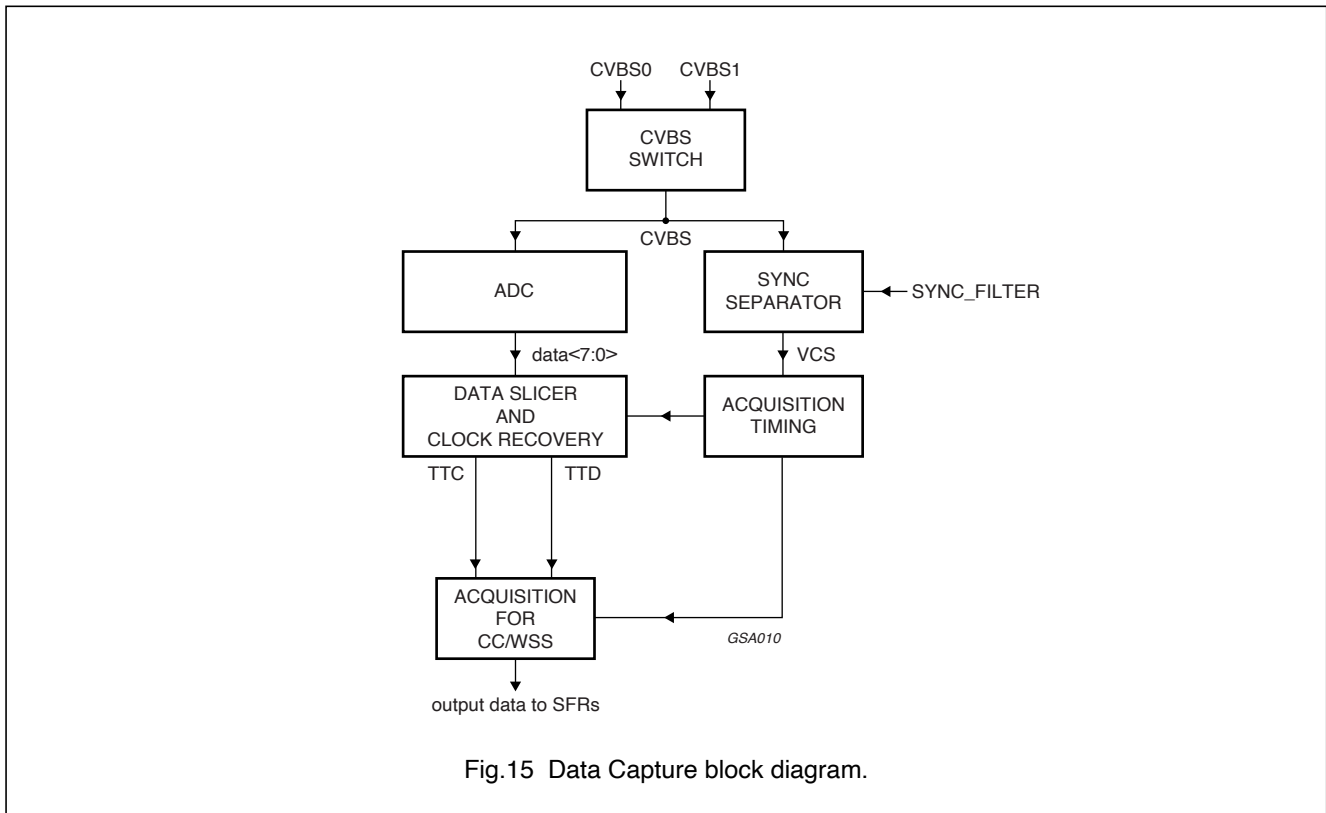 CVBS0 CVBS1
CVBS
SWITCH
CVBS
ADC
SYNC
SEPARATOR
SYNC_FILTER
data<7:0>
VCS
DATA SLICER
AND
CLOCK RECOVERY
ACQUISITION
TIMING
TTC TTD
ACQUISITION
FOR
CC/WSS
GSA010
output data to SFRs
Fig.15 Data Capture block diagram.